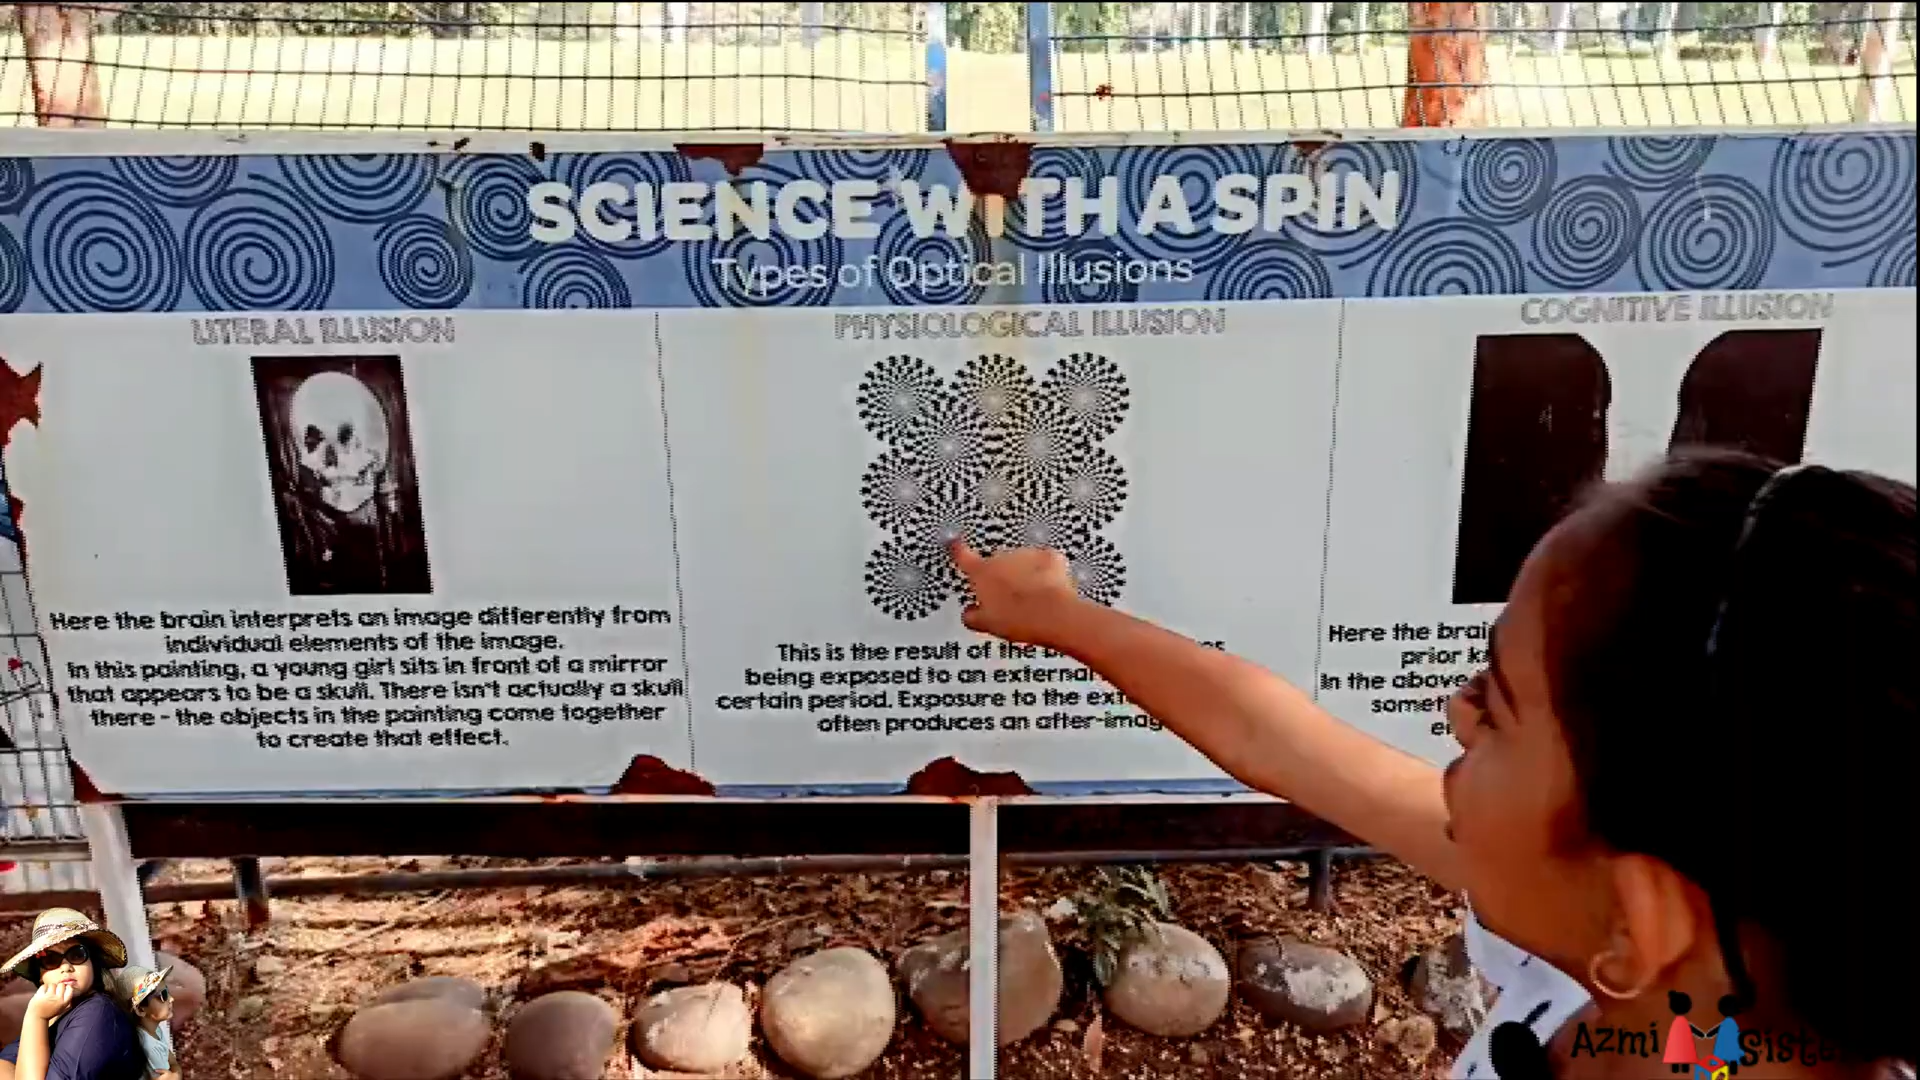 SCIENCE WITH A SPIN
Types of Optical Illusions
LITERAL ILLUSION
Here the brain interprets an image differently from
individual elements of the image.
In this painting, a young girl sits in front of a mirror
that appears to be a skull. There isn't actually a skull
there - the objects in the painting come together
to create that effect.
PHYSIOLOGICAL ILLUSION
This is the result of the
being exposed to an external
certain period. Exposure to the
often produces an after-image
COGNITIVE ILLUSION
Here the
prior
In the above

Azmi Sisters